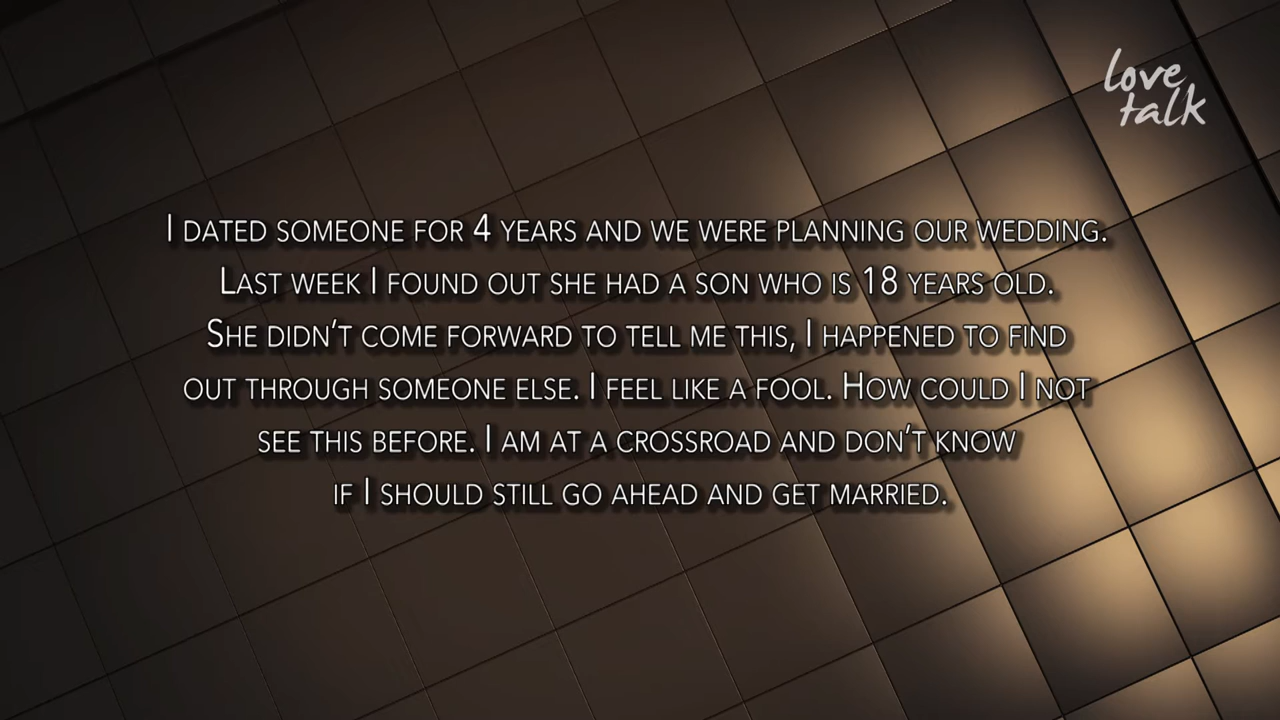 love
talk
I DATED SOMEONE FOR 4 YEARS AND WE WERE PLANNING OUR WEDDING.
LAST WEEK I FOUND OUT SHE HAD A SON WHO IS 18 YEARS OLD.
SHE DIDN'T COME FORWARD TO TELL ME THIS, I HAPPENED TO FIND
OUT THROUGH SOMEONE ELSE. I FEEL LIKE A FOOL. HOW COULD I NOT
SEE THIS BEFORE. I AM AT A CROSSROAD AND DON'T KNOW
IF I SHOULD STILL GO AHEAD AND GET MARRIED.